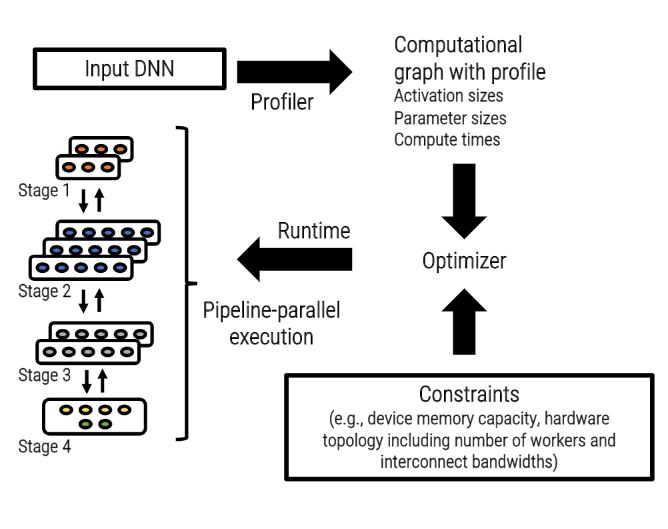 Input DNN
Profiler
Computational
graph with profile
Activation sizes
Parameter sizes
Compute times
Stage 1
Stage 2
Stage 3
Stage 4
Runtime
Pipeline-parallel
execution
Optimizer
Constraints
(e.g., device memory capacity, hardware
topology including number of workers and
interconnect bandwidths)